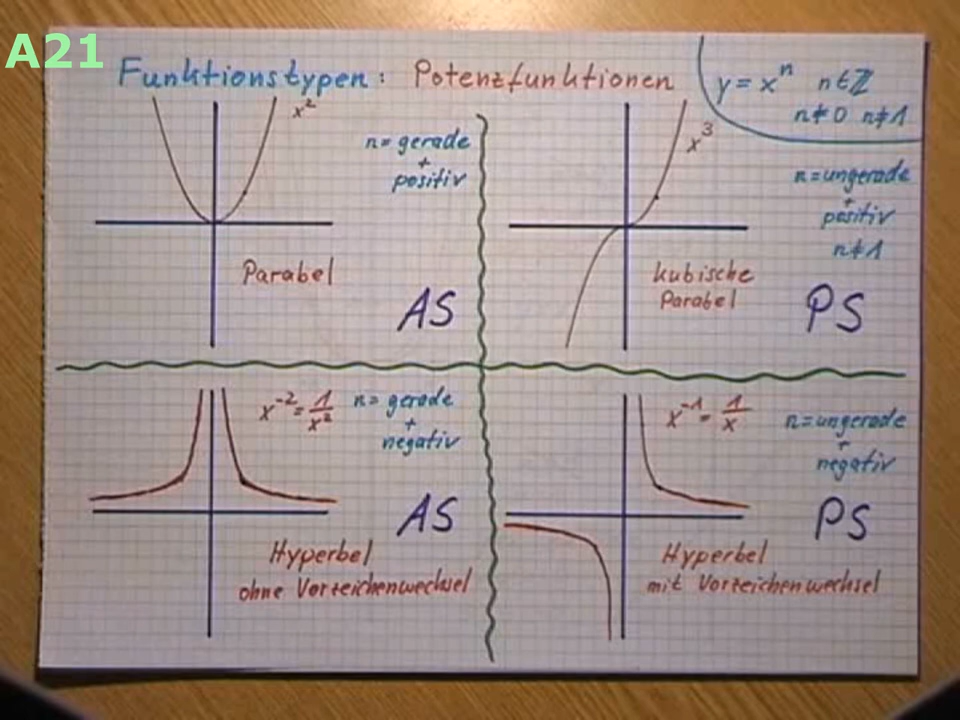 A21
Funktionstypen: Potenzfunktionen
y = xⁿ n∈ℤ
n≠0 n≠1
x²
n = gerade
+
positiv
Parabel
AS
x³
n = ungerade
+
positiv
n≠1
kubische
Parabel
PS
x⁻² = 1/x²
n = gerade
+
negativ
AS
Hyperbel
ohne Vorzeichenwechsel
x⁻¹ = 1/x
n = ungerade
+
negativ
PS
Hyperbel
mit Vorzeichenwechsel